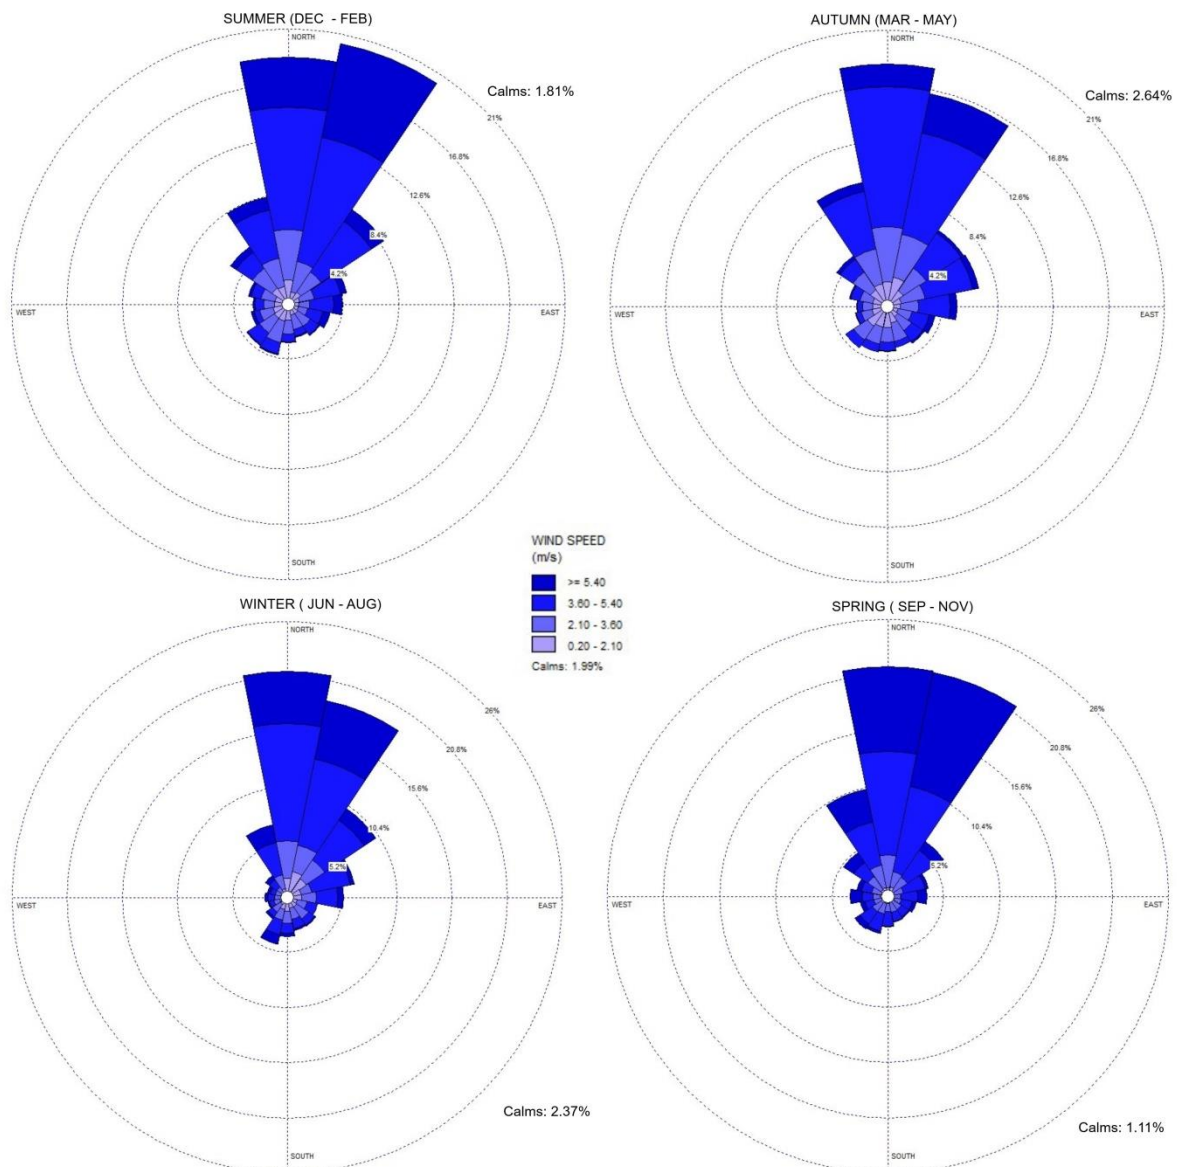 SUMMER (DEC - FEB)
NORTH
Calms: 1.81%
21%
16.8%
12.6%
8.4%
4.2%
WEST
EAST
SOUTH
AUTUMN (MAR - MAY)
NORTH
Calms: 2.64%
21%
16.8%
12.6%
8.4%
4.2%
WEST
EAST
SOUTH
WIND SPEED
(m/s)
>= 5.40
3.60 - 5.40
2.10 - 3.60
0.20 - 2.10
Calms: 1.99%
WINTER ( JUN - AUG)
NORTH
26%
20.8%
15.6%
10.4%
5.2%
WEST
EAST
Calms: 2.37%
SOUTH
SPRING ( SEP - NOV)
NORTH
26%
20.8%
15.6%
10.4%
5.2%
WEST
EAST
Calms: 1.11%
SOUTH